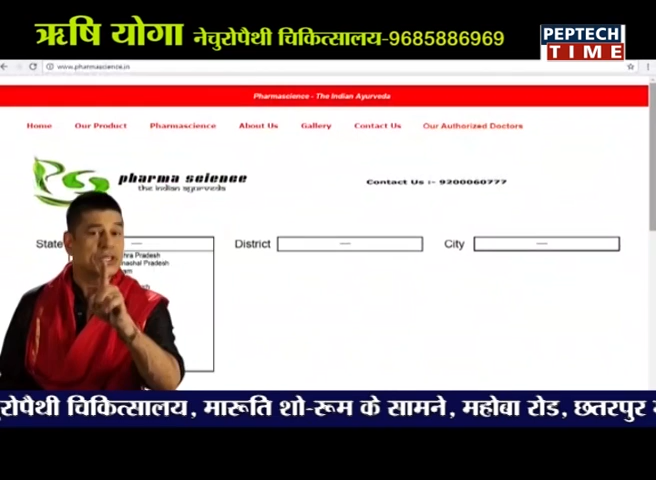 ऋषि योगा नेचुरोपैथी चिकित्सालय-9685886969
PEPTECH
TIME
www.pharmascience.in
Pharmascience - The Indian Ayurveda
Home Our Product Pharmascience About Us Gallery Contact Us Our Authorized Doctors
pharma science
the indian ayurveda
Contact Us :- 9200060777
State District City
Pradesh
Pradesh
चिकित्सालय, मारूति शो-रूम के सामने, महोबा रोड, छतरपुर